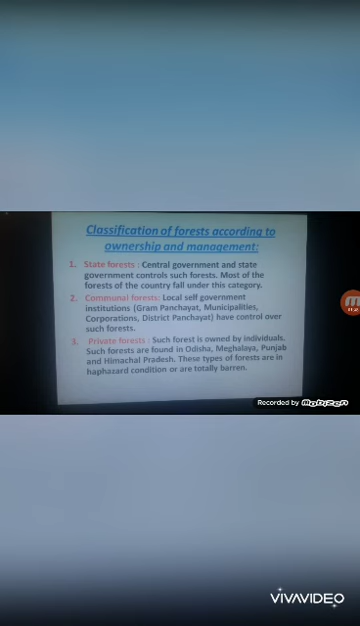 Classification of forests according to
ownership and management:
1. State forests : Central government and state
government controls such forests. Most of the
forests of the country fall under this category.
2. Communal forests: Local self government
institutions (Gram Panchayat, Municipalities,
Corporations, District Panchayat) have control over
such forests.
3. Private forests : Such forest is owned by individuals.
Such forests are found in Odisha, Meghalaya, Punjab
and Himachal Pradesh. These types of forests are in
haphazard condition or are totally barren.
Recorded by mobizen
VIVAVIDEO